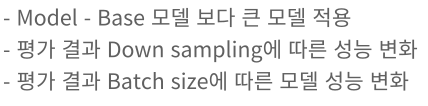 - Model - Base 모델 보다 큰 모델 적용
- 평가 결과 Down sampling에 따른 성능 변화
- 평가 결과 Batch size에 따른 모델 성능 변화